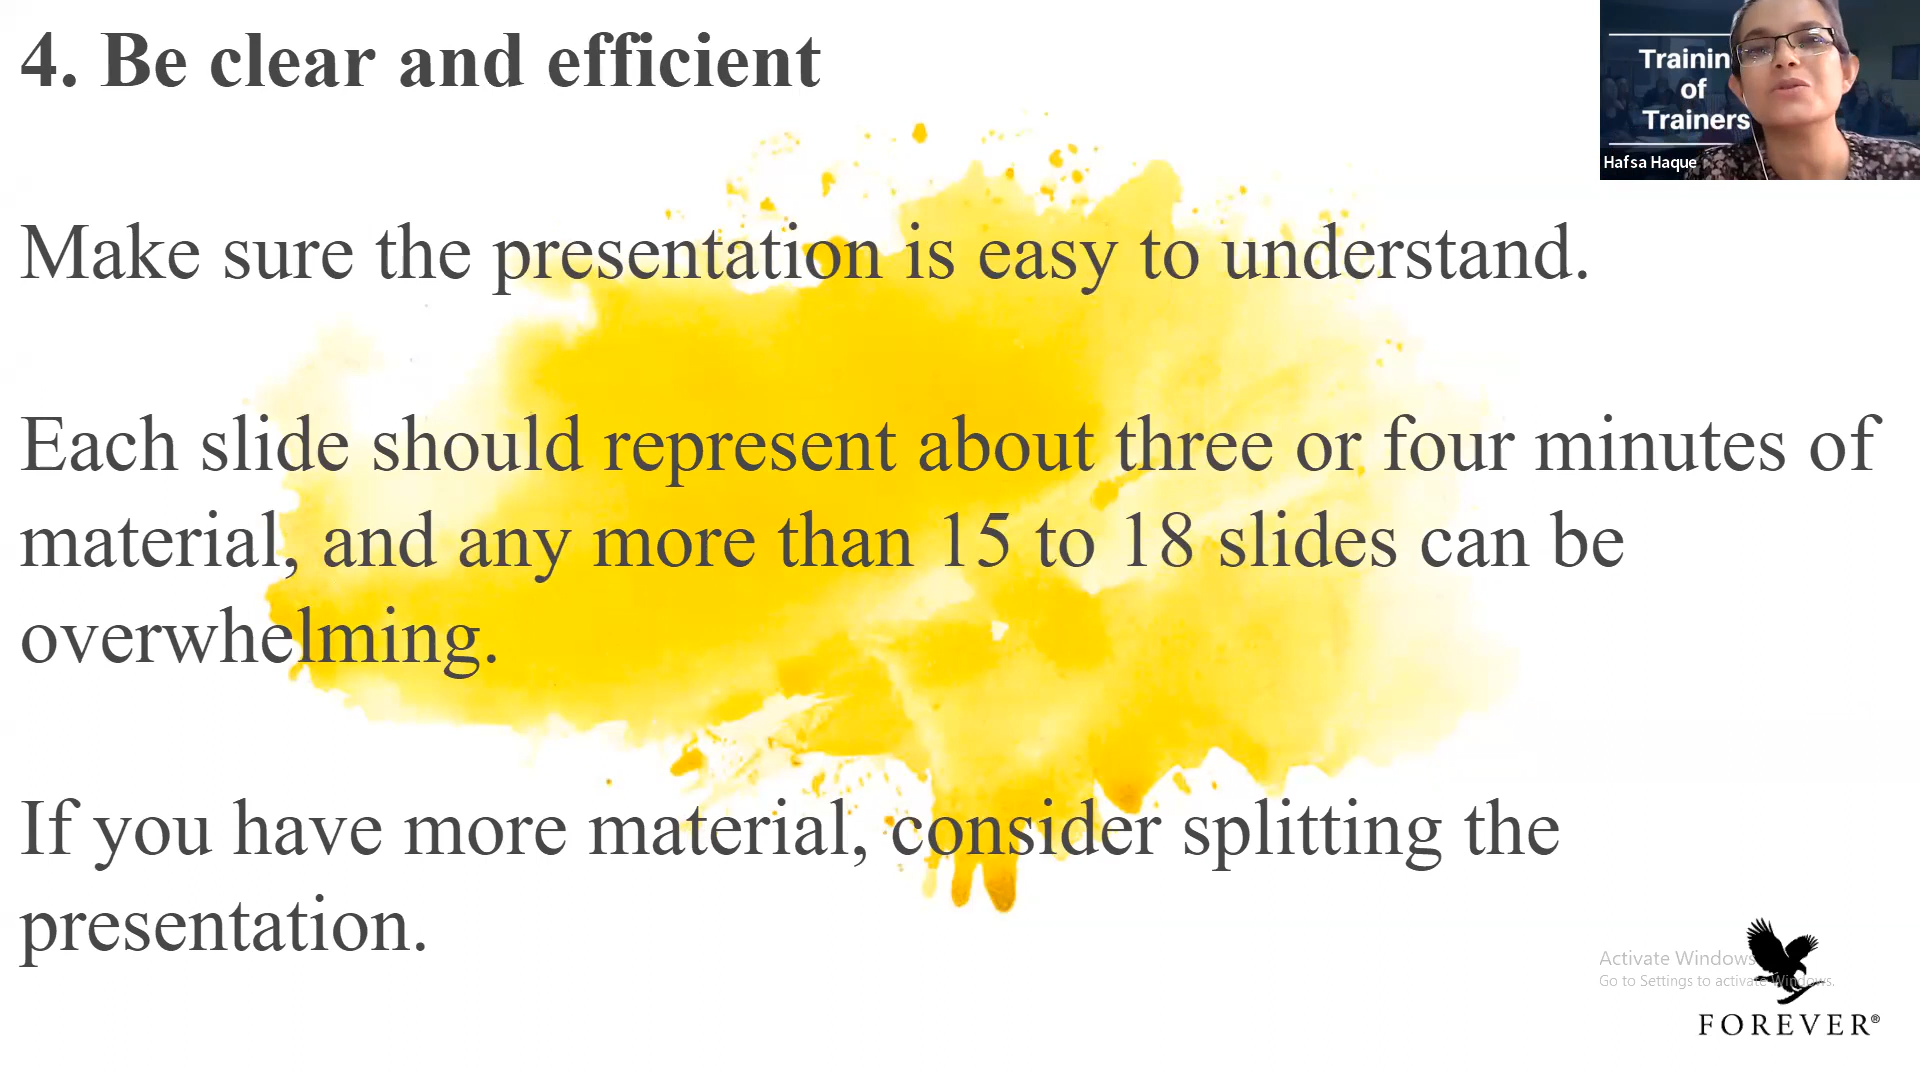 4. Be clear and efficient
Make sure the presentation is easy to understand.
Each slide should represent about three or four minutes of
material, and any more than 15 to 18 slides can be
overwhelming.
If you have more material, consider splitting the
presentation.
Trainin
of
Trainers
Hafsa Haque
Activate Windows
Go to Settings to activate Windows.
FOREVER®